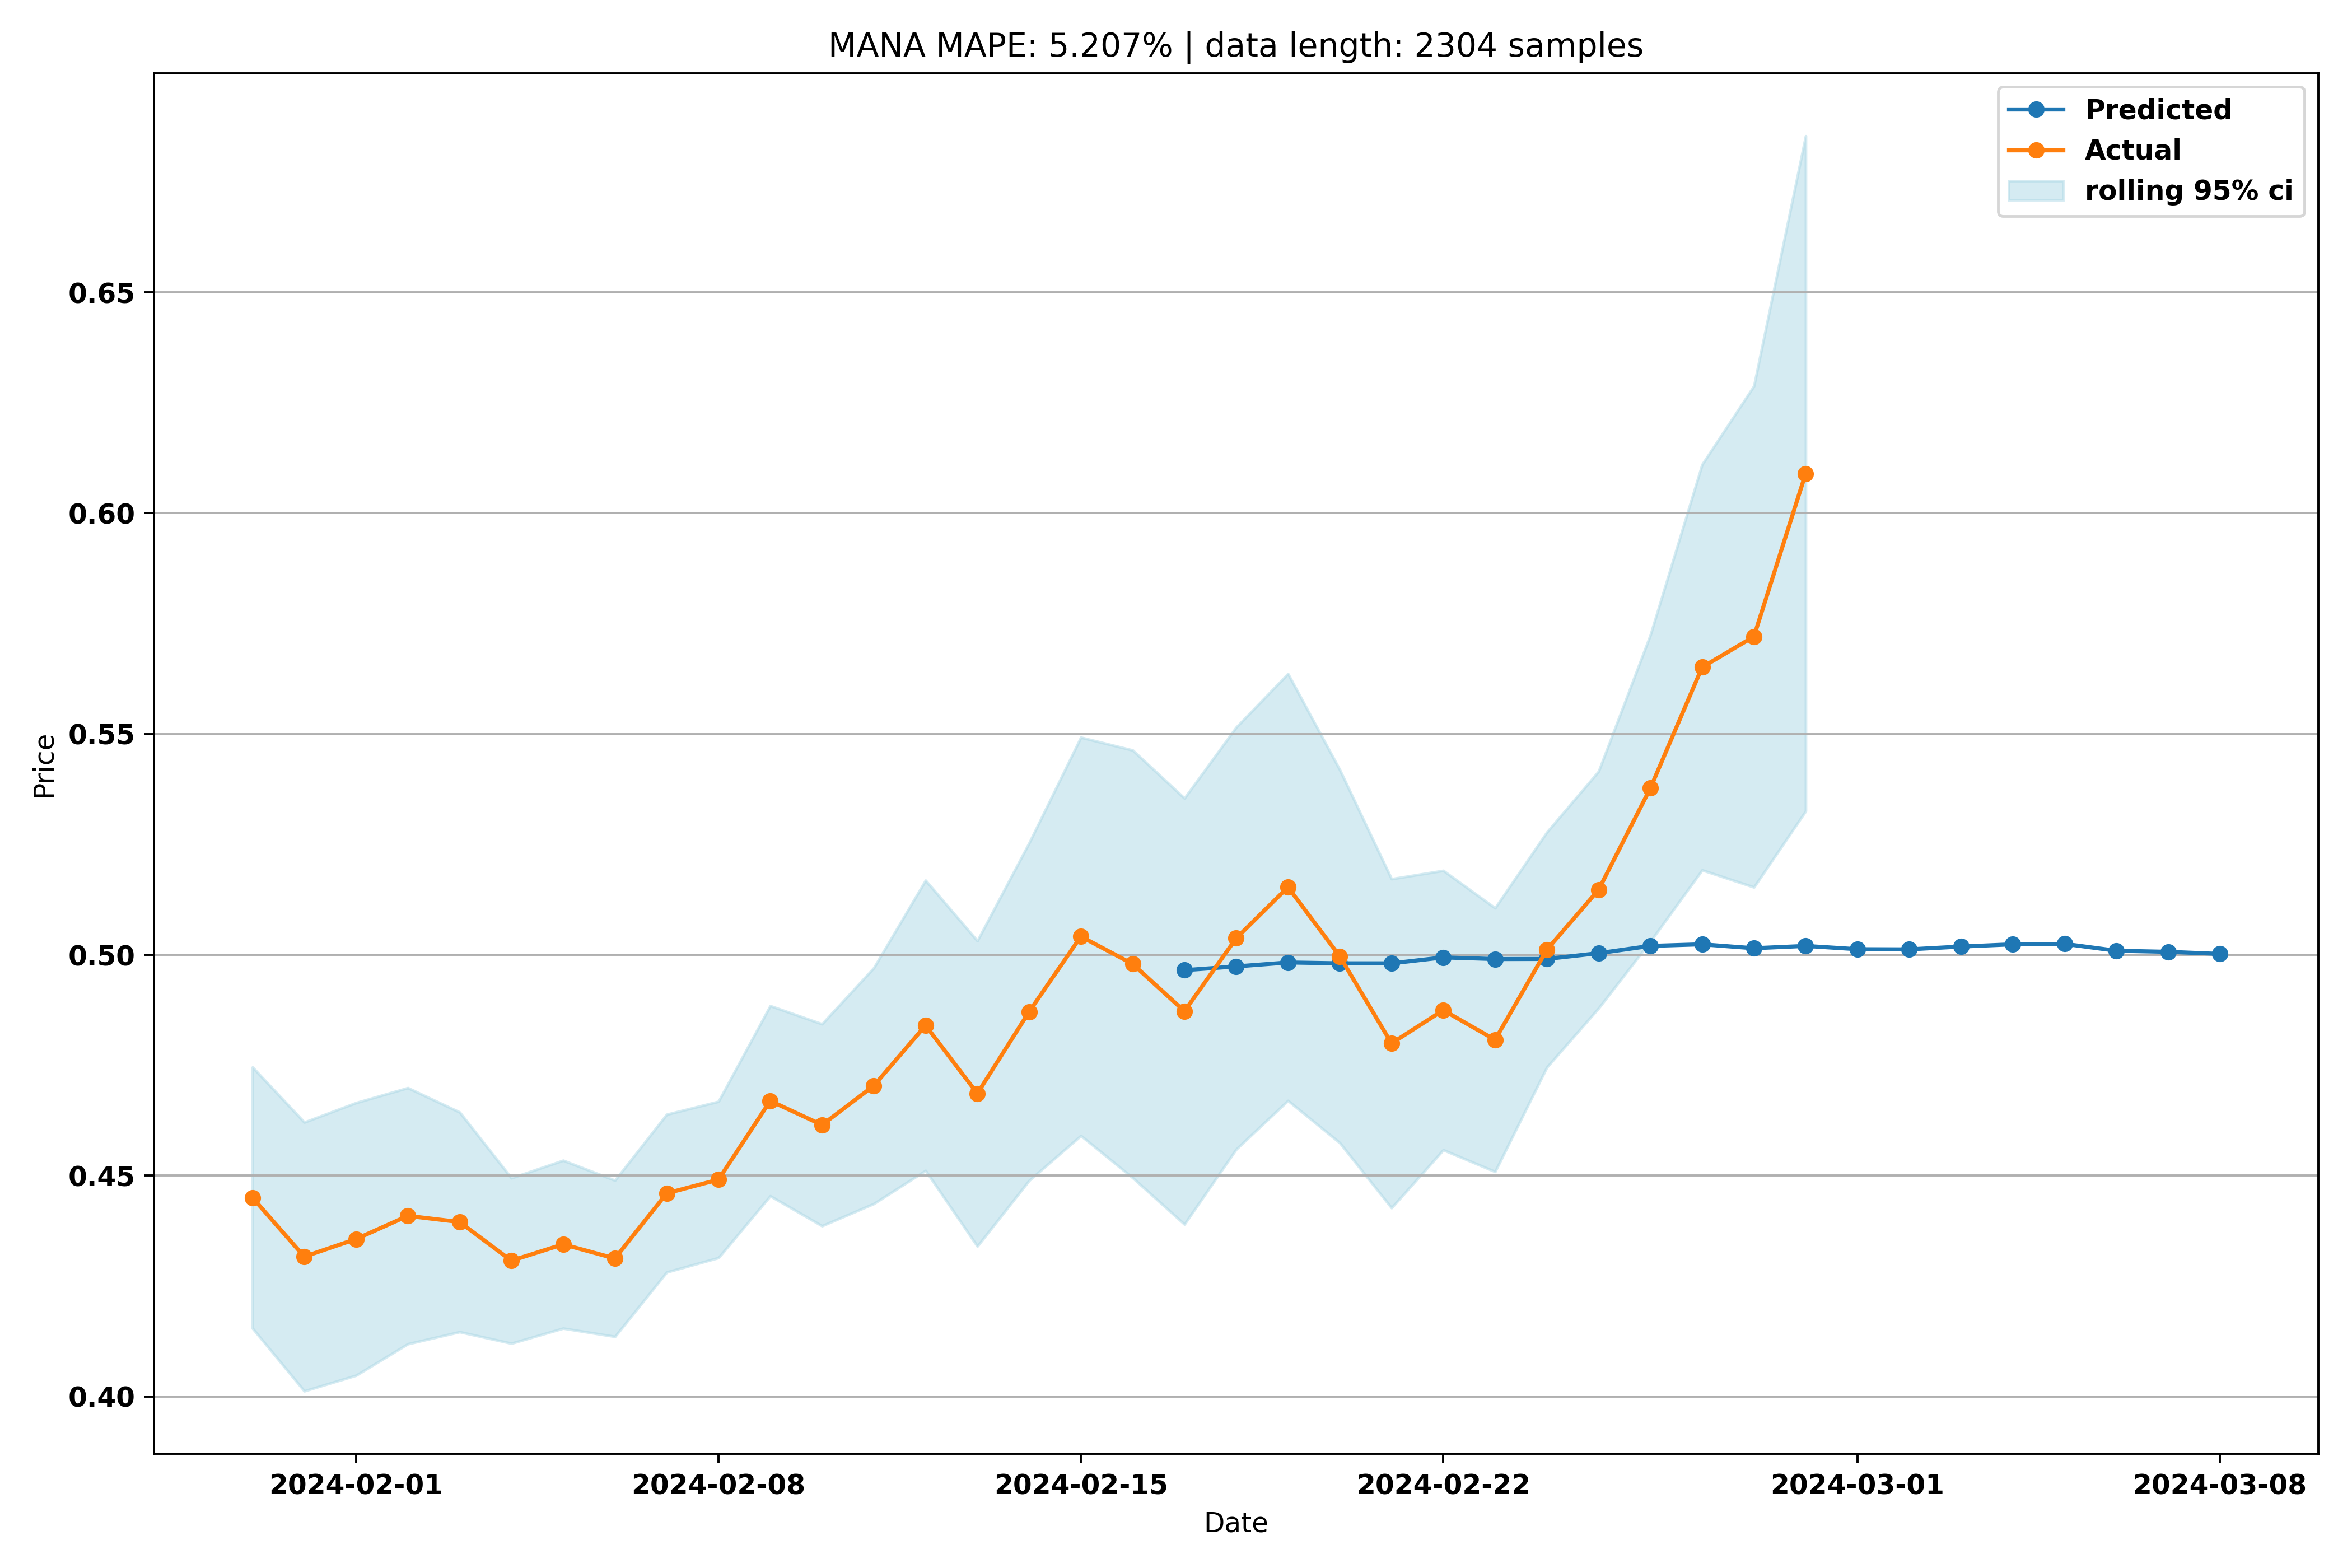 MANA MAPE: 5.207% | data length: 2304 samples
Predicted
Actual
rolling 95% ci
0.65
0.60
0.55
0.50
0.45
0.40
Price
2024-02-01 2024-02-08 2024-02-15 2024-02-22 2024-03-01 2024-03-08
Date